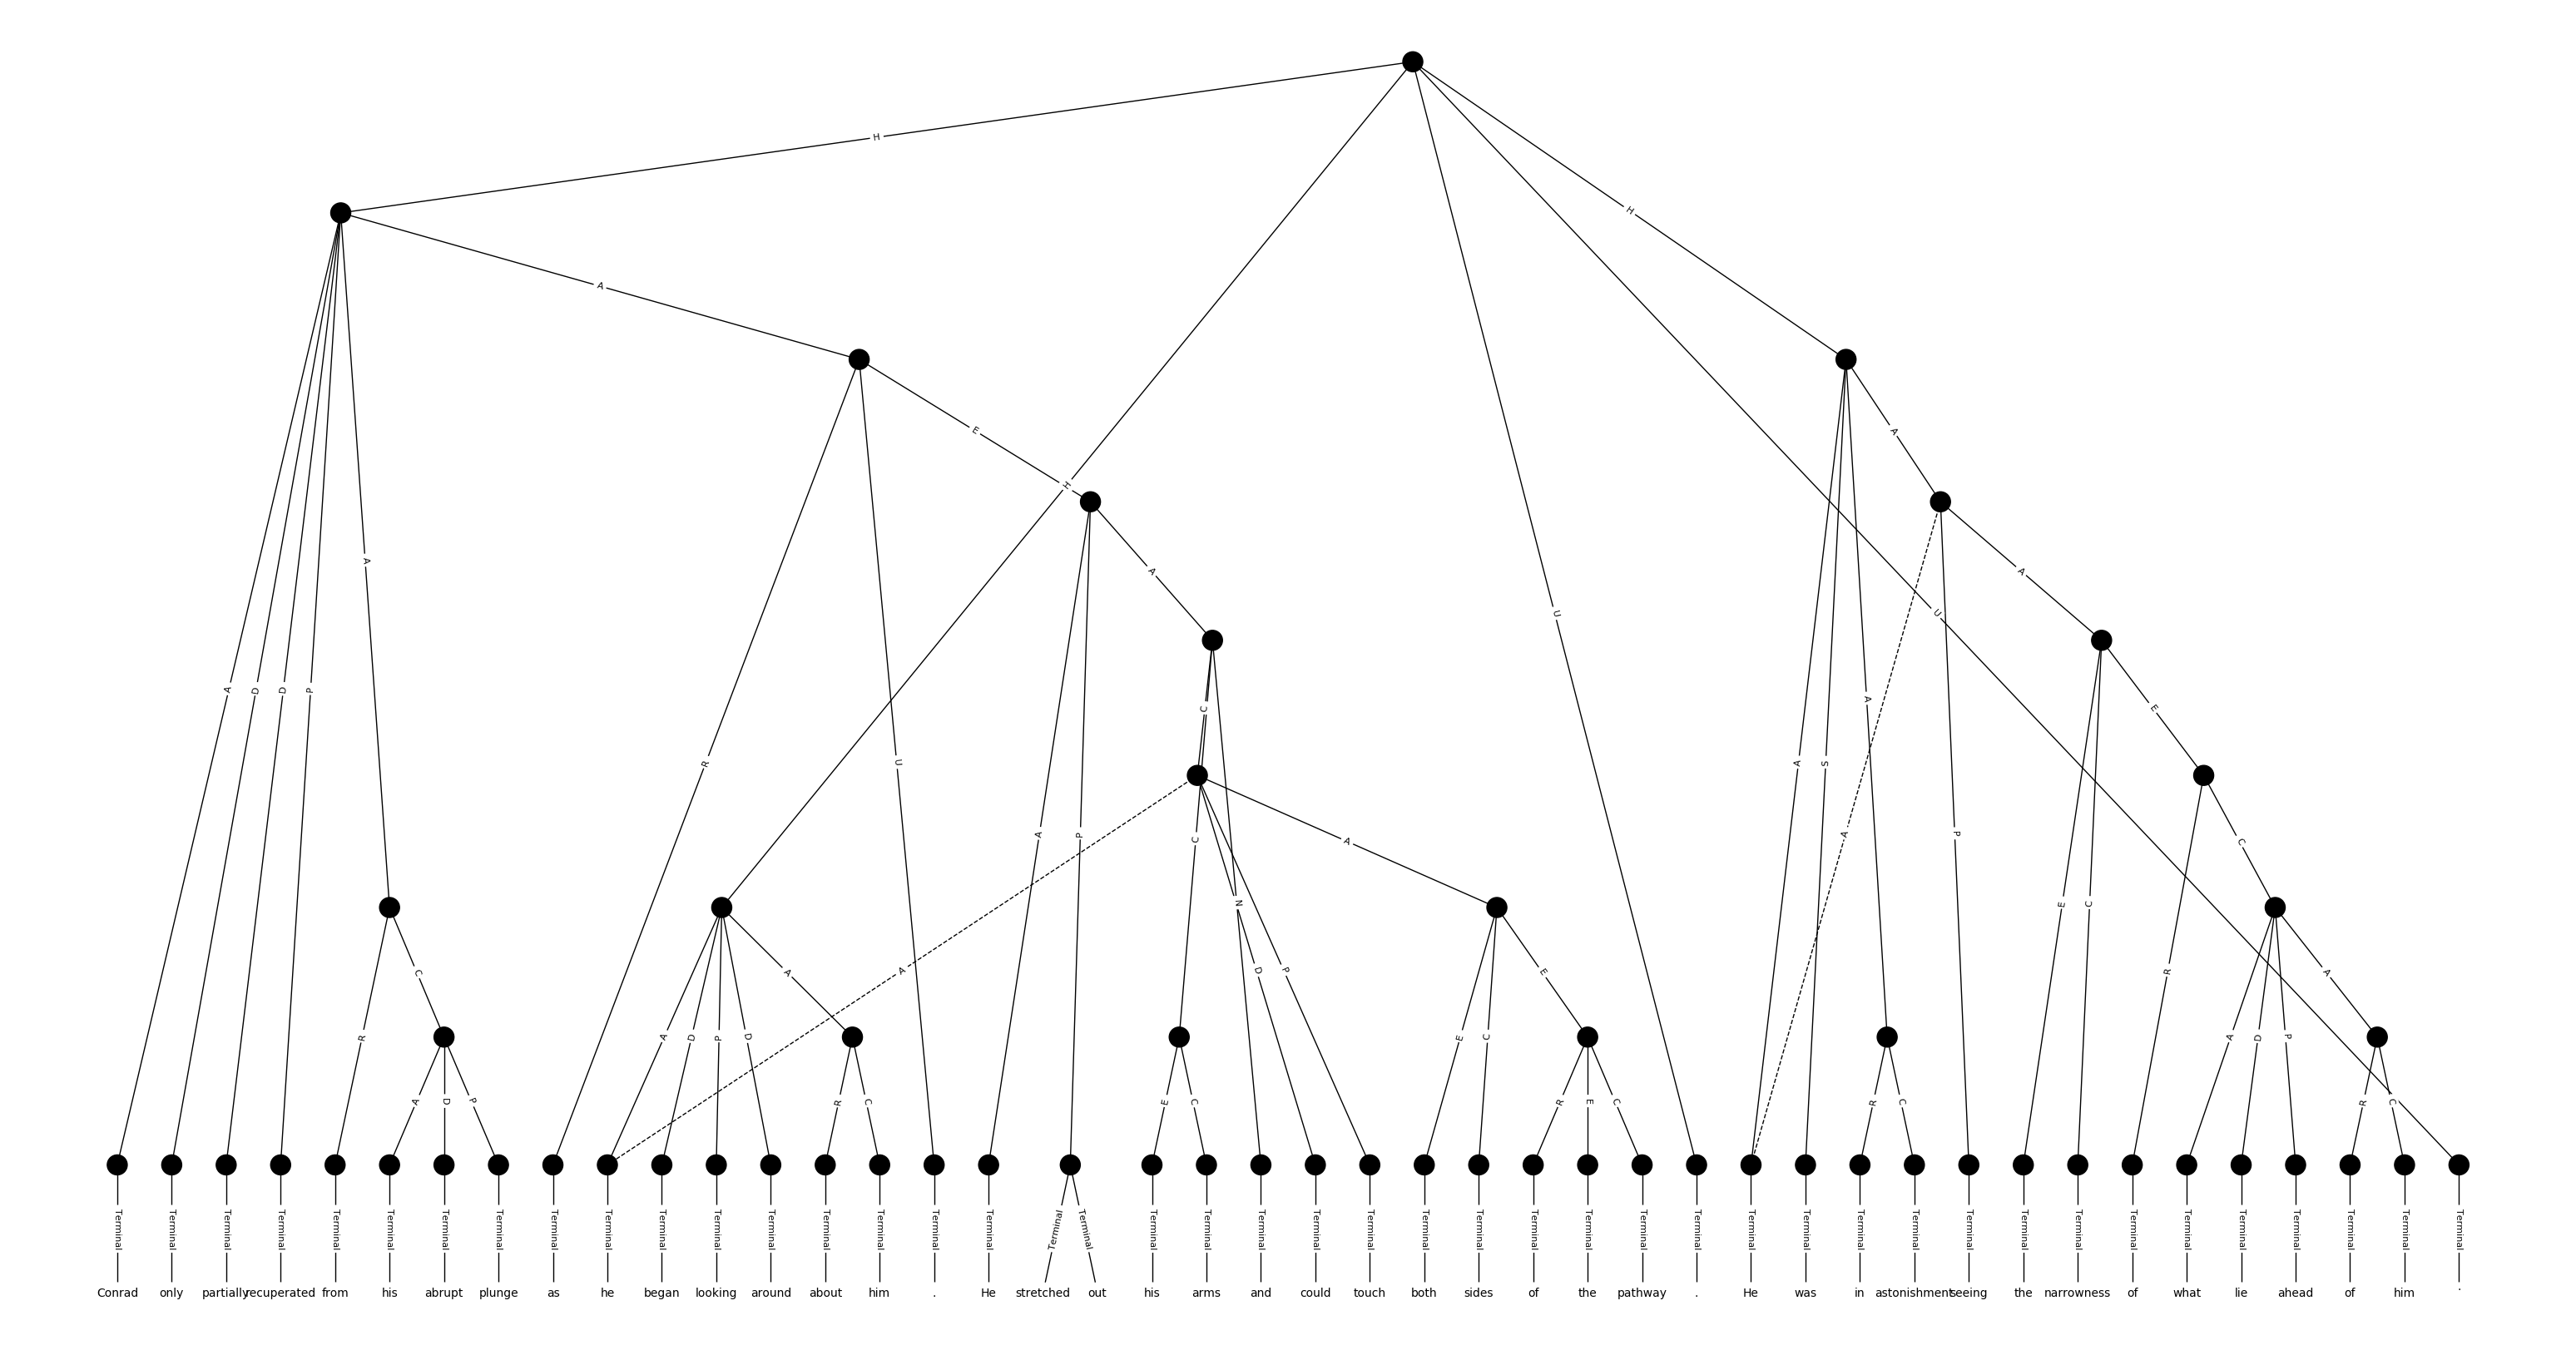 H
H
A
H
A
E
A
H
A
A
A
U
U
A
D
D
P
C
E
R
U
A
S
A
A
P
C
A
P
A
C
N
E
C
R
C
A
D
P
A
A
R
C
A
D
P
D
E
C
E
A
D
P
A
A
D
P
R
C
E
C
R
E
C
R
C
R
C
Terminal Terminal Terminal Terminal Terminal Terminal Terminal Terminal Terminal Terminal Terminal Terminal Terminal Terminal Terminal Terminal Terminal Terminal Terminal Terminal Terminal Terminal Terminal Terminal Terminal Terminal Terminal Terminal Terminal Terminal Terminal Terminal Terminal Terminal Terminal Terminal Terminal Terminal Terminal Terminal Terminal Terminal Terminal Terminal
Conrad only partially recuperated from his abrupt plunge as he began looking around about him . He stretched out his arms and could touch both sides of the pathway . He was in astonishment seeing the narrowness of what lie ahead of him .